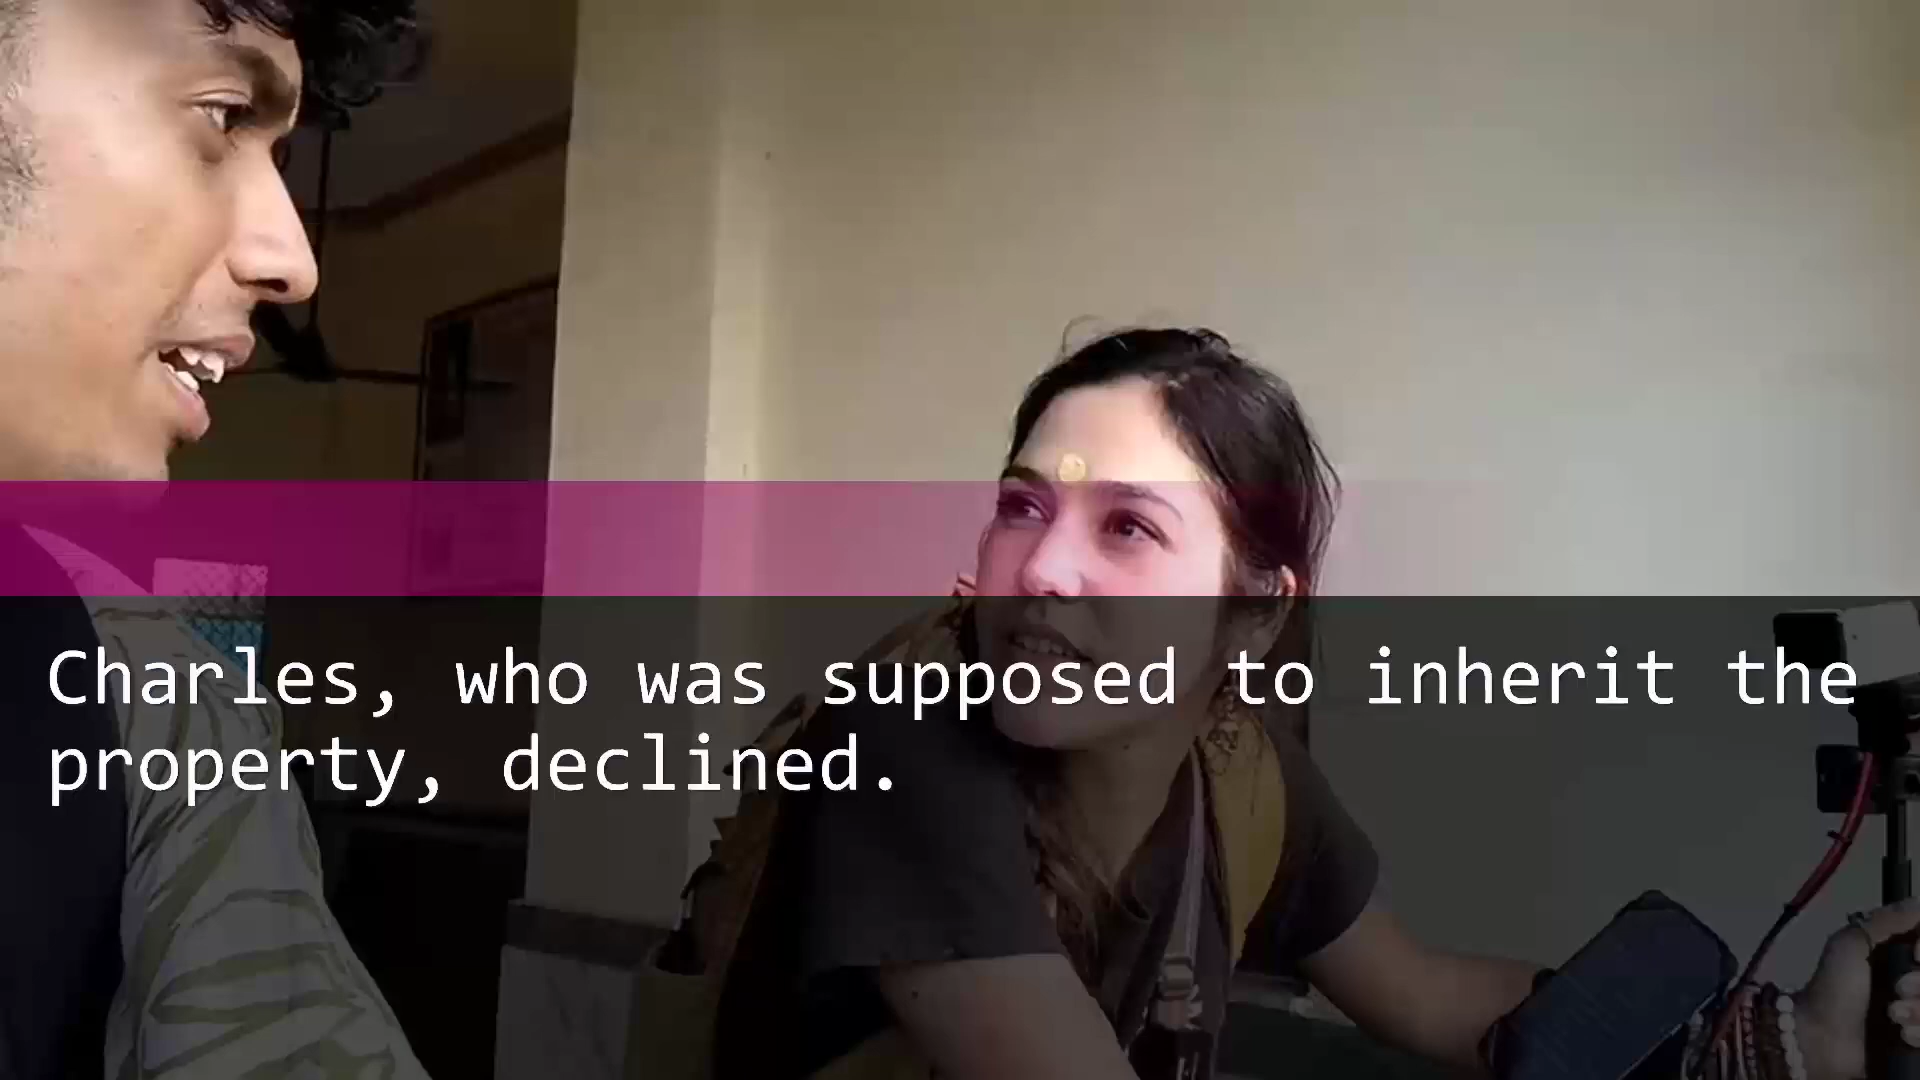 Charles, who was supposed to inherit the
property, declined.